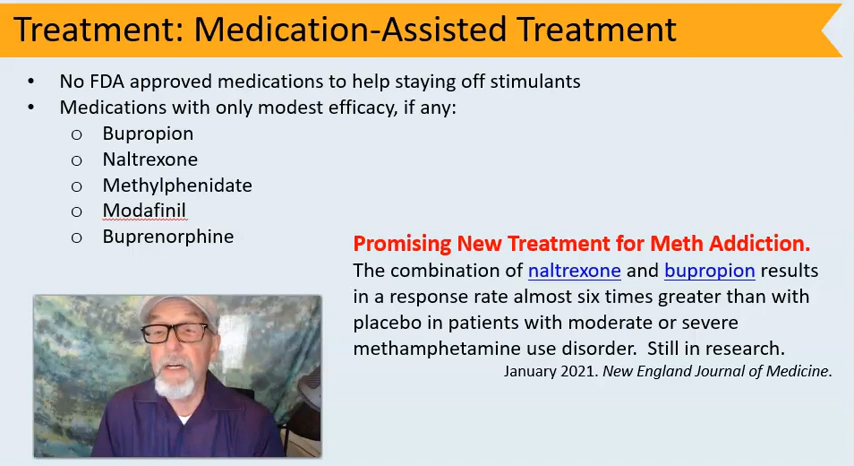 Treatment: Medication-Assisted Treatment
• No FDA approved medications to help staying off stimulants
• Medications with only modest efficacy, if any:
o Bupropion
o Naltrexone
o Methylphenidate
o Modafinil
o Buprenorphine
Promising New Treatment for Meth Addiction.
The combination of naltrexone and bupropion results
in a response rate almost six times greater than with
placebo in patients with moderate or severe
methamphetamine use disorder.  Still in research.
January 2021. New England Journal of Medicine.